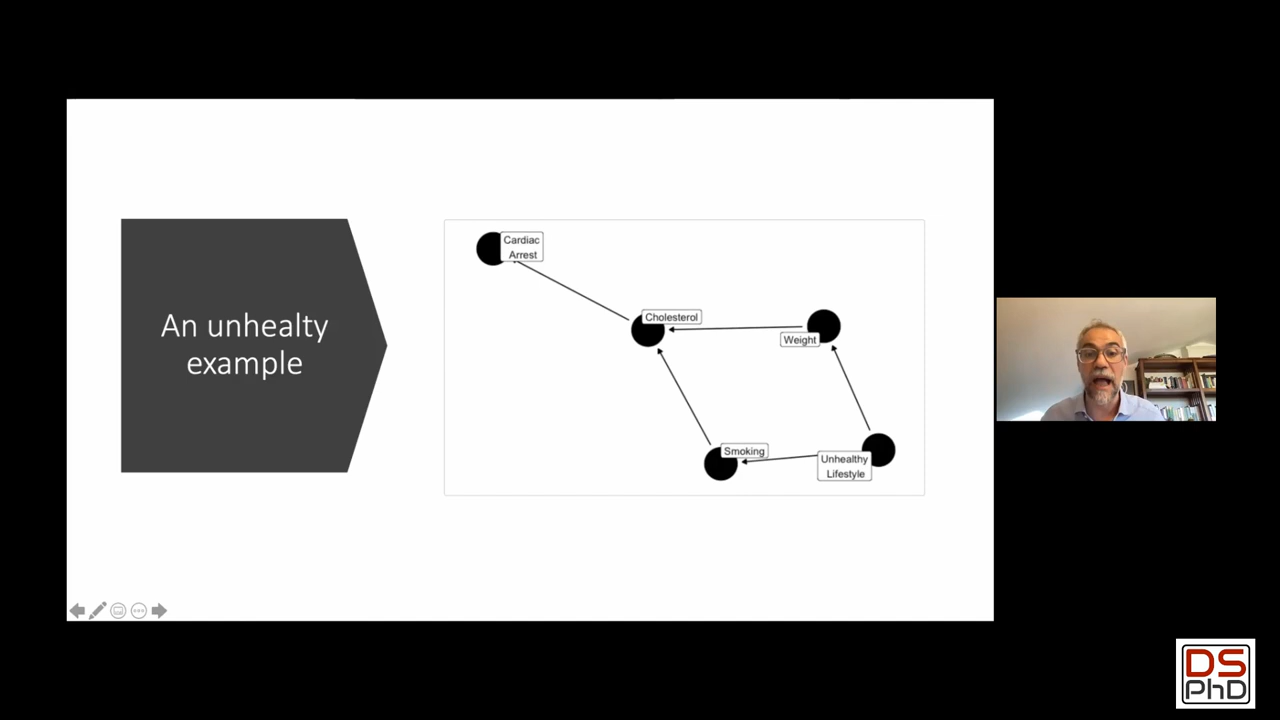 An unhealty
example
Cardiac
Arrest
Cholesterol
Weight
Smoking
Unhealthy
Lifestyle
DS
PhD